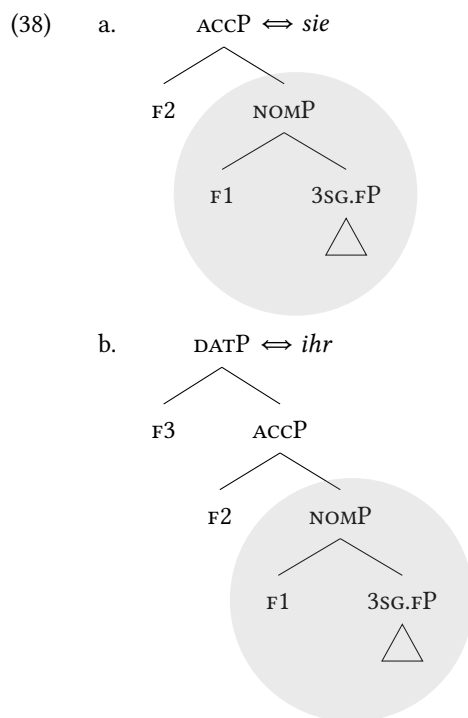 (38) a. ACCP ⇔ sie
F2 NOMP
F1 3SG.FP
b. DATP ⇔ ihr
F3 ACCP
F2 NOMP
F1 3SG.FP